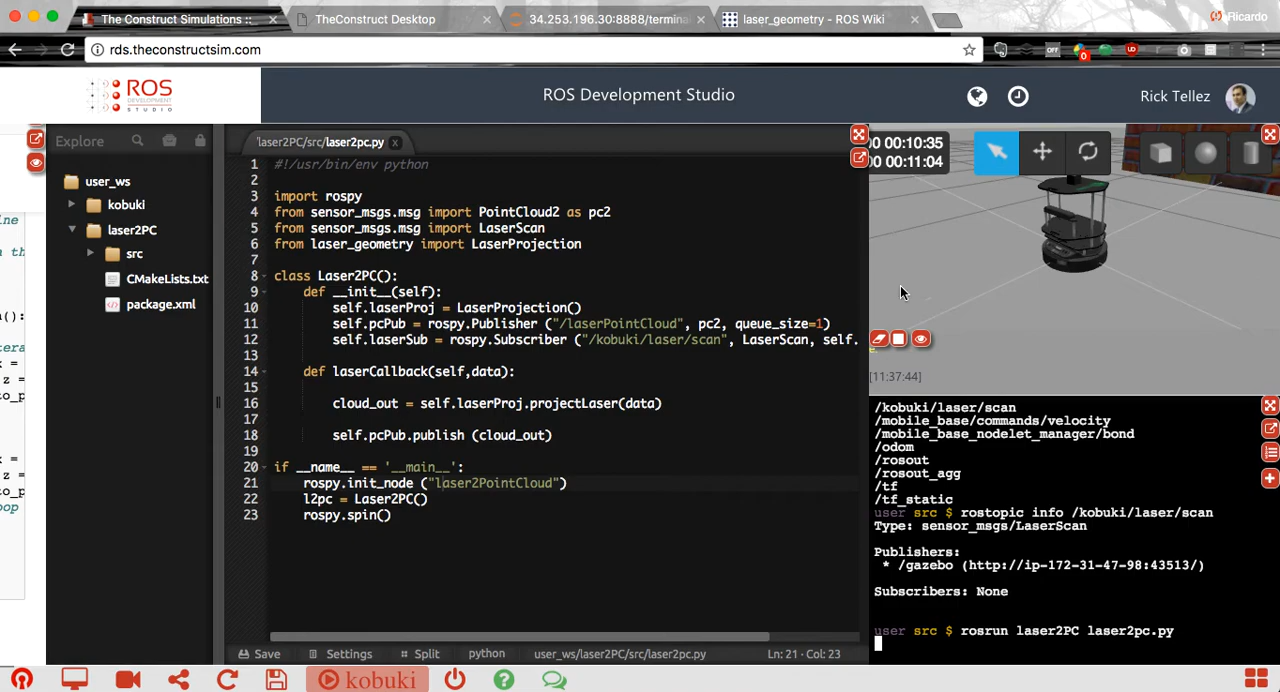 The Construct Simulations ::
TheConstruct Desktop
34.253.196.30:8888/termina
laser_geometry - ROS Wiki
Ricardo
rds.theconstructsim.com
OFF
0
ROS
DEVELOPMENT
STUDIO
ROS Development Studio
Rick Tellez
Explore
user_ws
kobuki
laser2PC
src
CMakeLists.txt
package.xml
laser2PC/src/laser2pc.py
1 #!/usr/bin/env python
2
3 import rospy
4 from sensor_msgs.msg import PointCloud2 as pc2
5 from sensor_msgs.msg import LaserScan
6 from laser_geometry import LaserProjection
7
8 class Laser2PC():
9 def __init__(self):
10 self.laserProj = LaserProjection()
11 self.pcPub = rospy.Publisher ("/laserPointCloud", pc2, queue_size=1)
12 self.laserSub = rospy.Subscriber ("/kobuki/laser/scan", LaserScan, self.
13
14 def laserCallback(self,data):
15
16 cloud_out = self.laserProj.projectLaser(data)
17
18 self.pcPub.publish (cloud_out)
19
20 if __name__ == '__main__':
21 rospy.init_node ("laser2PointCloud")
22 l2pc = Laser2PC()
23 rospy.spin()
Save
Settings
Split
python
user_ws/laser2PC/src/laser2pc.py
Ln:21 - Col:23
00 00:10:35
00 00:11:04
[11:37:44]
/kobuki/laser/scan
/mobile_base/commands/velocity
/mobile_base_nodelet_manager/bond
/odom
/rosout
/rosout_agg
/tf
/tf_static
user src $ rostopic info /kobuki/laser/scan
Type: sensor_msgs/LaserScan
Publishers:
* /gazebo (http://ip-172-31-47-98:43513/)
Subscribers: None
user src $ rosrun laser2PC laser2pc.py
kobuki